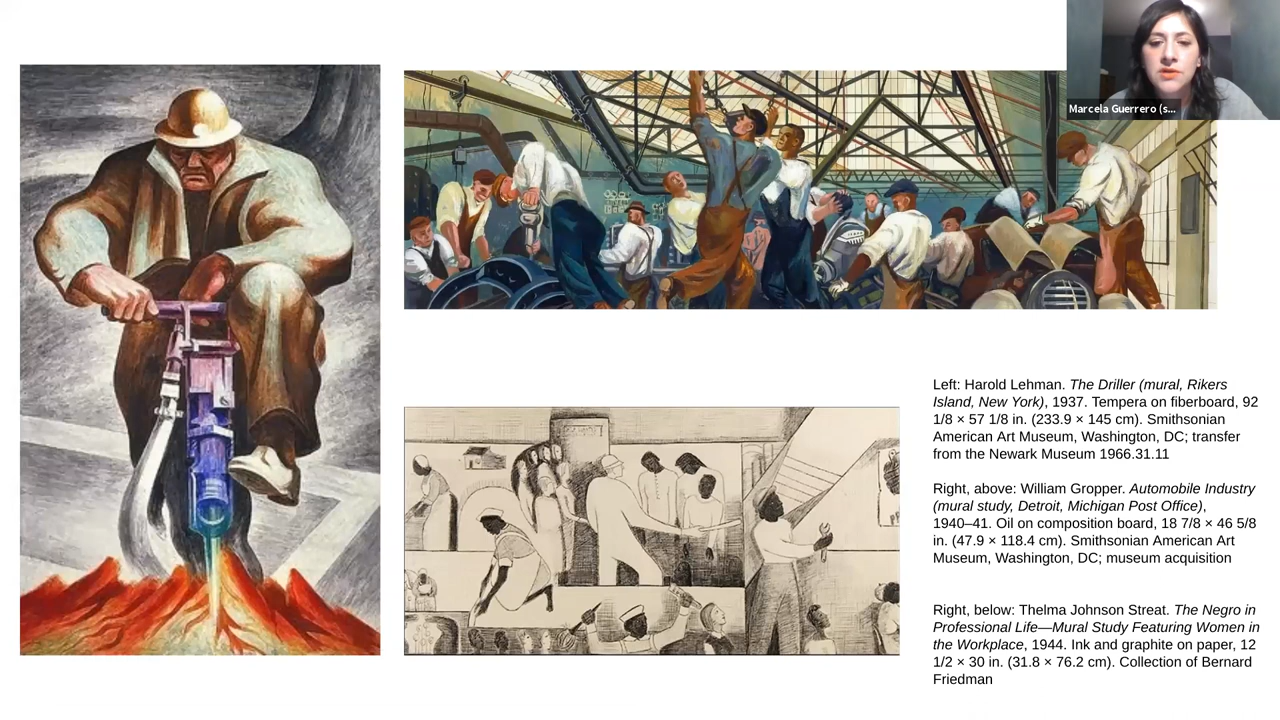 Marcela Guerrero (s...
Left: Harold Lehman. The Driller (mural, Rikers
Island, New York), 1937. Tempera on fiberboard, 92
1/8 × 57 1/8 in. (233.9 × 145 cm). Smithsonian
American Art Museum, Washington, DC; transfer
from the Newark Museum 1966.31.11
Right, above: William Gropper. Automobile Industry
(mural study, Detroit, Michigan Post Office),
1940–41. Oil on composition board, 18 7/8 × 46 5/8
in. (47.9 × 118.4 cm). Smithsonian American Art
Museum, Washington, DC; museum acquisition
Right, below: Thelma Johnson Streat. The Negro in
Professional Life—Mural Study Featuring Women in
the Workplace, 1944. Ink and graphite on paper, 12
1/2 × 30 in. (31.8 × 76.2 cm). Collection of Bernard
Friedman